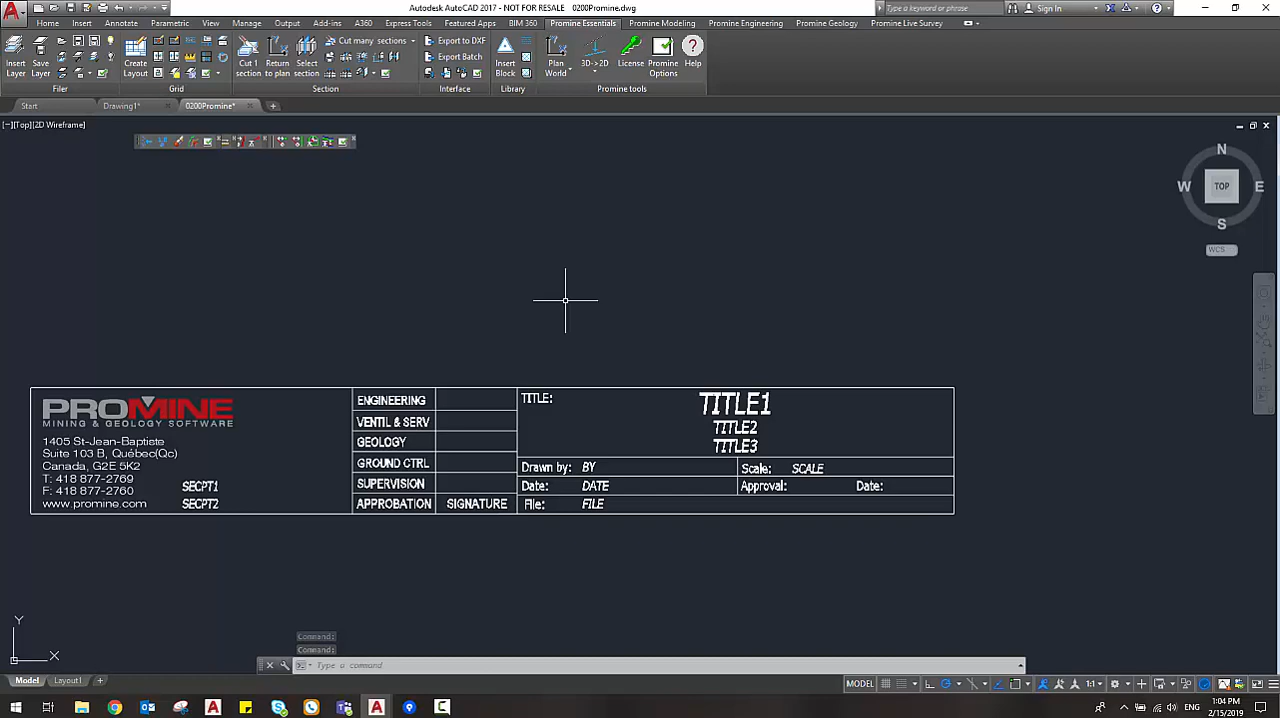 Autodesk AutoCAD 2017 - NOT FOR RESALE 0200Promine.dwg
Type a keyword or phrase
Sign In
Home Insert Annotate Parametric View Manage Output Add-ins A360 Express Tools Featured Apps BIM 360 Promine Essentials Promine Modeling Promine Engineering Promine Geology Promine Live Survey
Insert Layer
Save Layer
Create Layout
Cut 1 section
Return to plan
Select section
Cut many sections
Export to DXF
Export Batch
Insert Block
Plan World
3D->2D
License
Promine Options
Help
Filer
Grid
Section
Interface
Library
Promine tools
Start
Drawing1*
0200Promine*
[−][Top][2D Wireframe]
N
W
TOP
E
S
WCS
PROMINE
MINING & GEOLOGY SOFTWARE
1405 St-Jean-Baptiste
Suite 103 B, Québec(Qc)
Canada, G2E 5K2
T: 418 877-2769
F: 418 877-2760
www.promine.com
SECPT1
SECPT2
ENGINEERING
VENTIL & SERV
GEOLOGY
GROUND CTRL
SUPERVISION
APPROBATION SIGNATURE
TITLE:
TITLE1
TITLE2
TITLE3
Drawn by: BY
Scale: SCALE
Date: DATE
Approval: Date:
File: FILE
Y
X
Command:
Command:
Type a command
Model
Layout1
MODEL
1:1
ENG
1:04 PM
2/15/2019